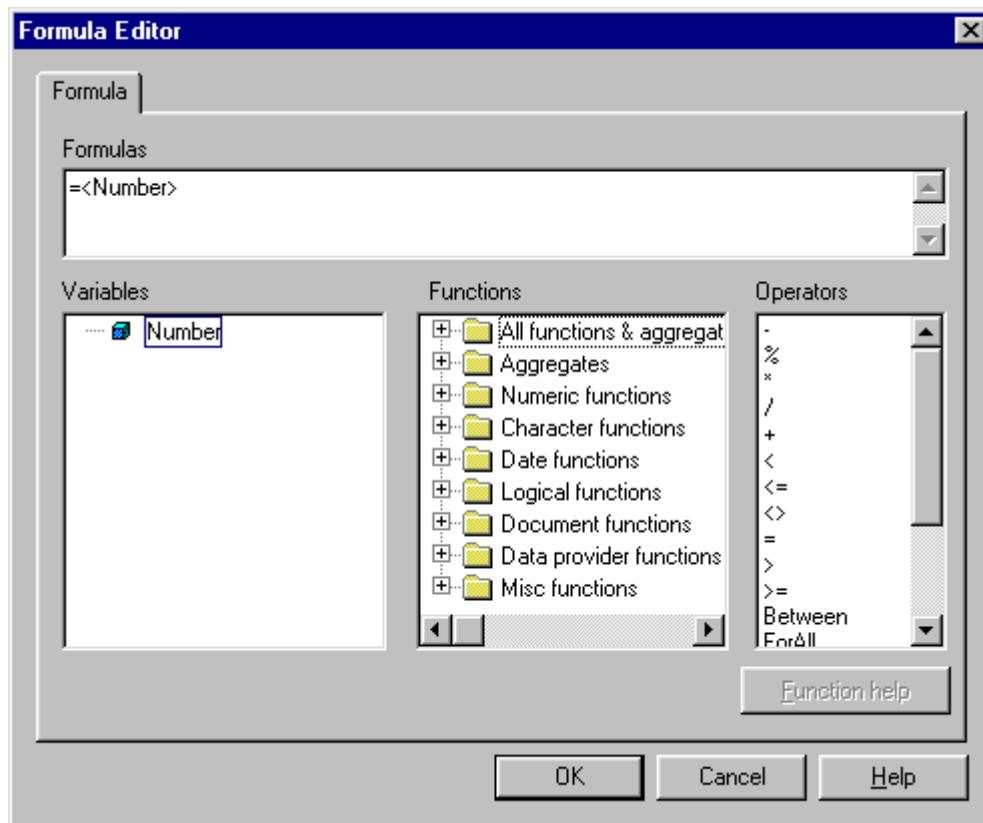 Formula Editor
Formula
Formulas
=<Number>
Variables
Number
Functions
All functions & aggregat
Aggregates
Numeric functions
Character functions
Date functions
Logical functions
Document functions
Data provider functions
Misc functions
Operators
-
%
*
/
+
<
<=
<>
=
>
>=
Between
ForAll
Function help
OK
Cancel
Help